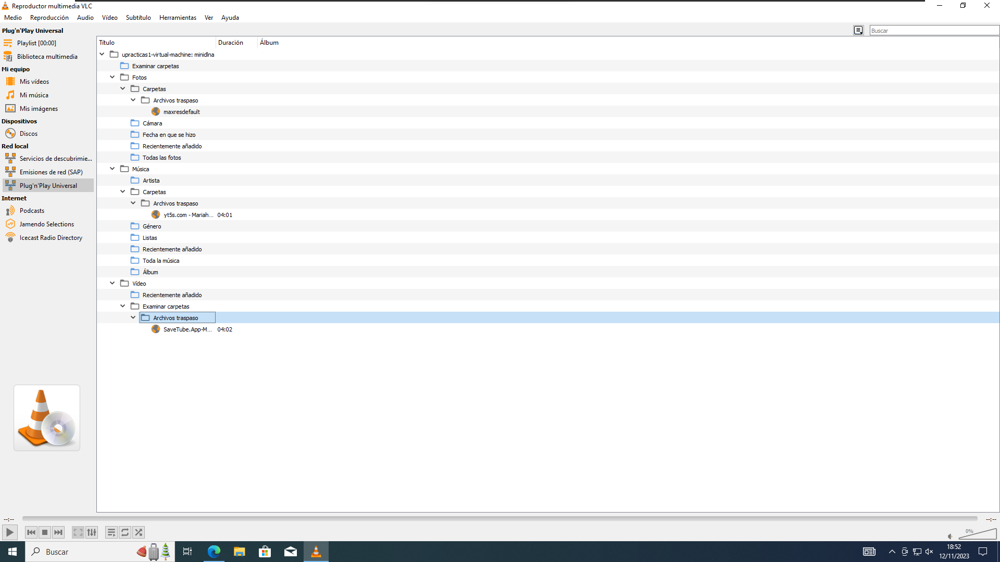 Reproductor multimedia VLC
Medio Reproducción Audio Vídeo Subtítulo Herramientas Ver Ayuda
Plug'n'Play Universal
Playlist [00:00]
Biblioteca multimedia
Mi equipo
Mis vídeos
Mi música
Mis imágenes
Dispositivos
Discos
Red local
Servicios de descubrimie...
Emisiones de red (SAP)
Plug'n'Play Universal
Internet
Podcasts
Jamendo Selections
Icecast Radio Directory
Buscar
Título Duración Álbum
upracticas1-virtual-machine: minidlna
Examinar carpetas
Fotos
Carpetas
Archivos traspaso
maxresdefault
Cámara
Fecha en que se hizo
Recientemente añadido
Todas las fotos
Música
Artista
Carpetas
Archivos traspaso
yt5s.com - Mariah... 04:01
Género
Listas
Recientemente añadido
Toda la música
Álbum
Vídeo
Recientemente añadido
Examinar carpetas
Archivos traspaso
SaveTube.App-M... 04:02
--:-- --:--
0%
Buscar
18:52
12/11/2023